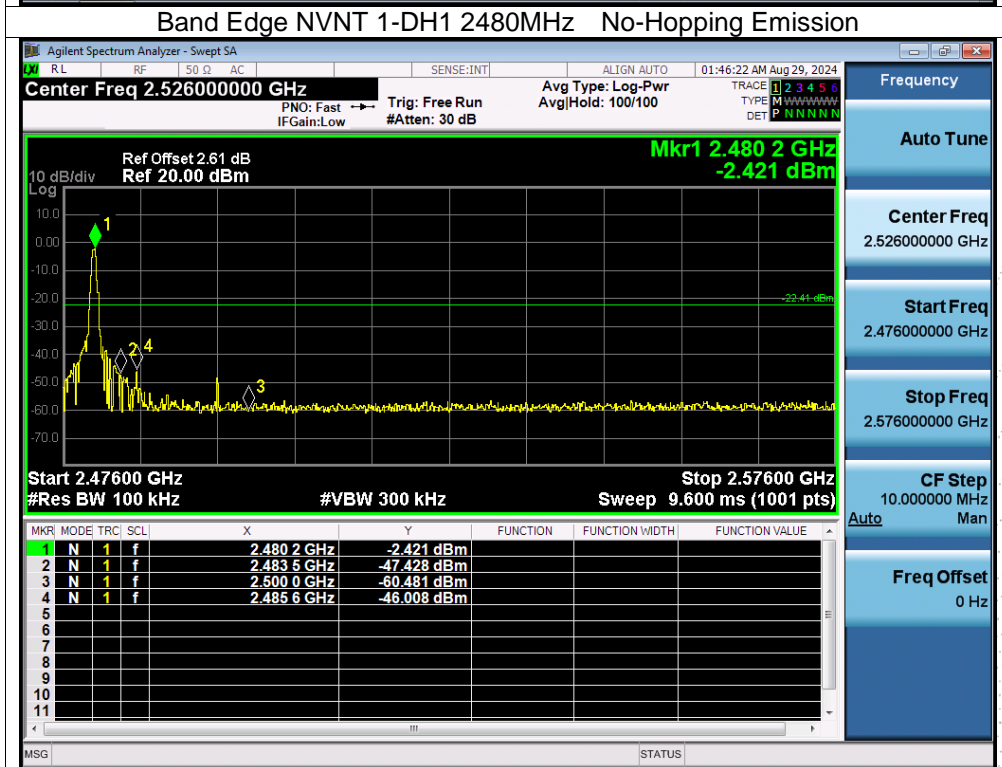 Band Edge NVNT 1-DH1 2480MHz No-Hopping Emission
Agilent Spectrum Analyzer - Swept SA
LXI RL RF 50 Ω AC SENSE:INT ALIGN AUTO 01:46:22 AM Aug 29, 2024
Center Freq 2.526000000 GHz
PNO: Fast
IFGain:Low
Trig: Free Run
#Atten: 30 dB
Avg Type: Log-Pwr
Avg|Hold: 100/100
TRACE 1 2 3 4 5 6
TYPE M WWWWW
DET P N N N N N
Ref Offset 2.61 dB
10 dB/div Ref 20.00 dBm
Log
Mkr1 2.480 2 GHz
-2.421 dBm
10.0
0.00
-10.0
-20.0
-30.0
-40.0
-50.0
-60.0
-70.0
1
2
4
3
-22.41 dBm
Start 2.47600 GHz Stop 2.57600 GHz
#Res BW 100 kHz #VBW 300 kHz Sweep 9.600 ms (1001 pts)
MKR MODE TRC SCL X Y FUNCTION FUNCTION WIDTH FUNCTION VALUE
1 N 1 f 2.480 2 GHz -2.421 dBm
2 N 1 f 2.483 5 GHz -47.428 dBm
3 N 1 f 2.500 0 GHz -60.481 dBm
4 N 1 f 2.485 6 GHz -46.008 dBm
5
6
7
8
9
10
11
MSG STATUS
Frequency
Auto Tune
Center Freq
2.526000000 GHz
Start Freq
2.476000000 GHz
Stop Freq
2.576000000 GHz
CF Step
10.000000 MHz
Auto Man
Freq Offset
0 Hz